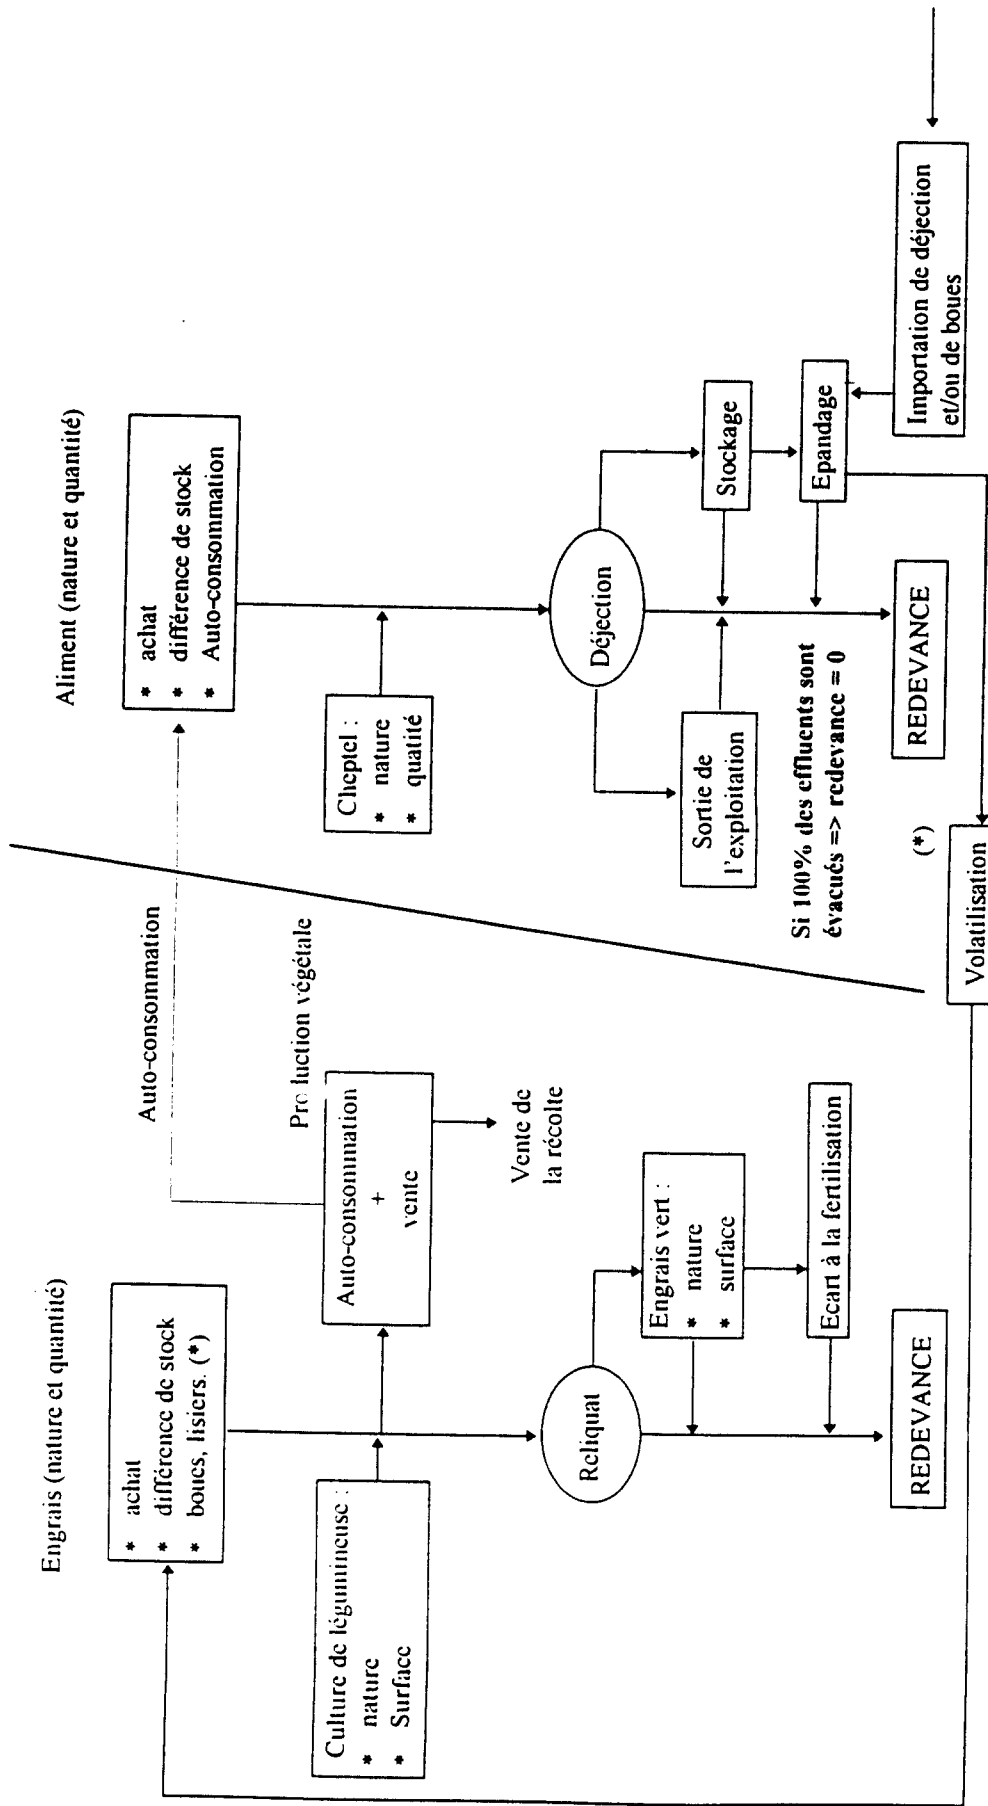 Engrais (nature et quantité)
* achat
* différence de stock
* boues, lisiers. (*)
Culture de légumineuse :
* nature
* Surface
Auto-consommation
Production végétale
Auto-consommation
+
vente
Vente de
la récolte
Reliquat
Engrais vert :
* nature
* surface
Ecart à la fertilisation
REDEVANCE
Aliment (nature et quantité)
* achat
* différence de stock
* Auto-consommation
Cheptel :
* nature
* quatité
Déjection
Sortie de
l'exploitation
Stockage
Epandage
Si 100% des effluents sont
évacués => redevance = 0
REDEVANCE
Importation de déjection
et/ou de boues
(*)
Volatilisation